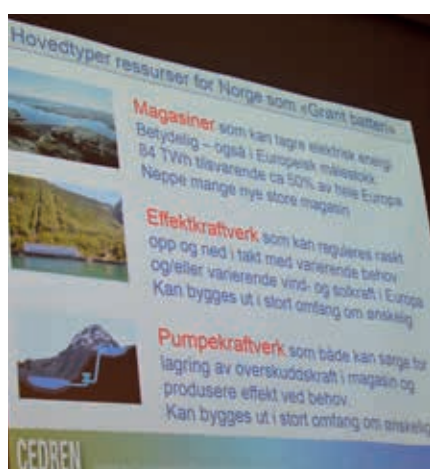 Hovedtyper ressurser for Norge som «Grønt batteri»
Magasiner som kan lagre elektrisk energi
Betydelig – også i Europeisk målestokk.
84 TWh tilsvarende ca 50% av hele Europa
Neppe mange nye store magasin
Effektkraftverk som kan reguleres raskt
opp og ned i takt med varierende behov
og/eller varierende vind- og solkraft i Europa
Kan bygges ut i stort omfang om ønskelig
Pumpekraftverk som både kan sørge for
lagring av overskuddskraft i magasin og
produsere effekt ved behov.
Kan bygges ut i stort omfang om ønskelig
CEDREN